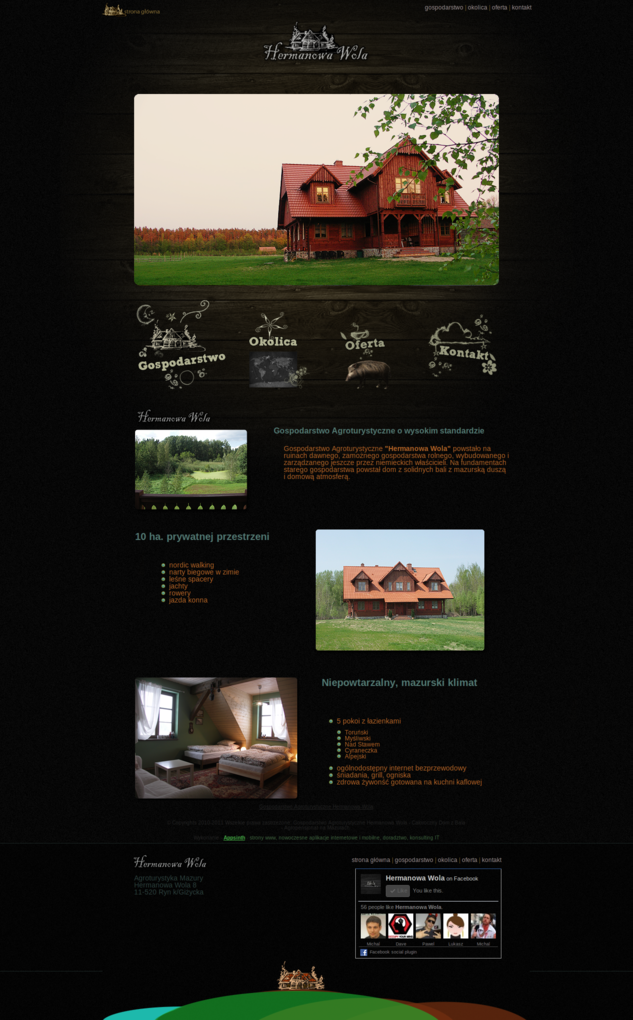 strona główna
gospodarstwo | okolica | oferta | kontakt
Hermanowa Wola
Gospodarstwo
Okolica
Oferta
Kontakt
Hermanowa Wola
Gospodarstwo Agroturystyczne o wysokim standardzie
Gospodarstwo Agroturystyczne "Hermanowa Wola" powstało na
ruinach dawnego, zamożnego gospodarstwa rolnego, wybudowanego i
zarządzanego jeszcze przez niemieckich właścicieli. Na fundamentach
starego gospodarstwa powstał dom z solidnych bali z mazurską duszą
i domową atmosferą.
10 ha. prywatnej przestrzeni
nordic walking
narty biegowe w zimie
leśne spacery
jachty
rowery
jazda konna
Niepowtarzalny, mazurski klimat
5 pokoi z łazienkami
Toruński
Myśliwski
Nad Stawem
Cyraneczka
Alpejski
ogólnodostępny internet bezprzewodowy
śniadania, grill, ogniska
zdrowa żywność gotowana na kuchni kaflowej
Hermanowa Wola
strona główna | gospodarstwo | okolica | oferta | kontakt
Agroturystyka Mazury
Hermanowa Wola 8
11-520 Ryn k/Giżycka
Hermanowa Wola on Facebook
Like You like this.
56 people like Hermanowa Wola.
Michał Dave Paweł Łukasz Michał
Facebook social plugin